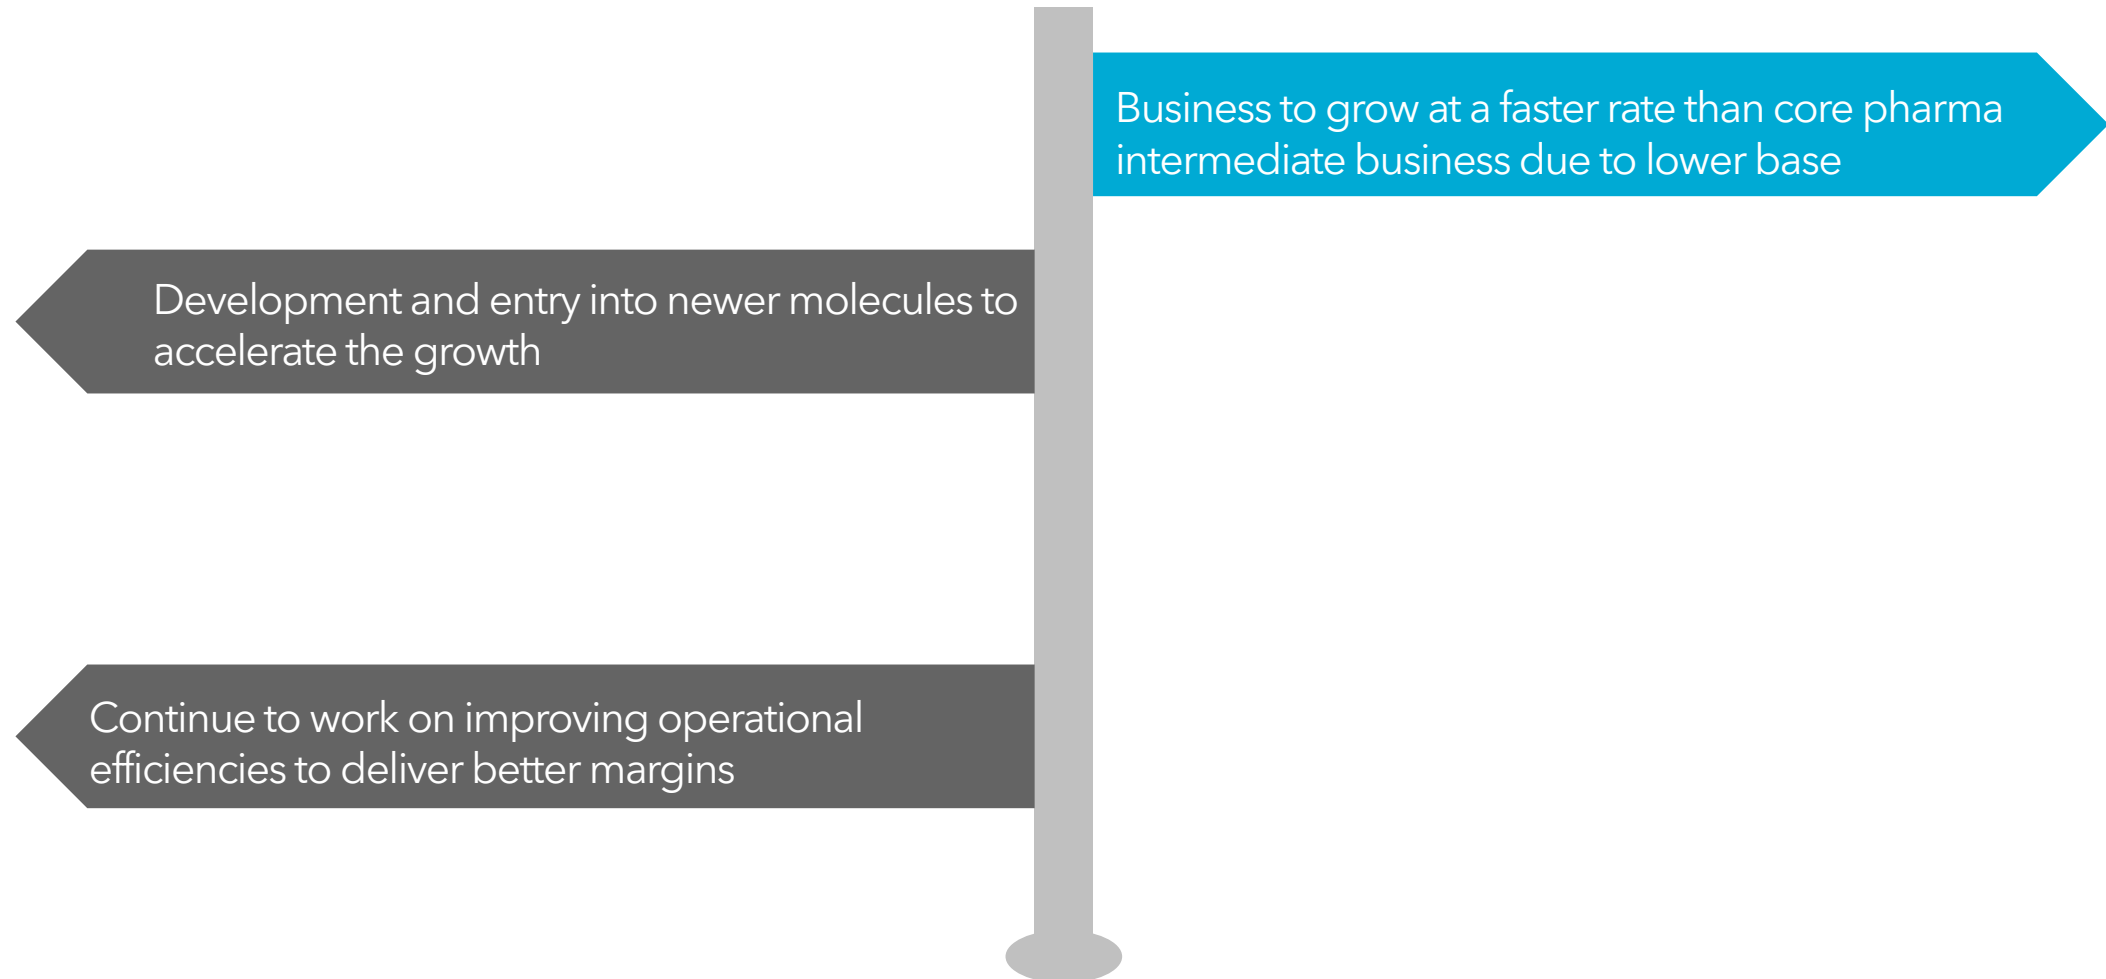 Business to grow at a faster rate than core pharma
intermediate business due to lower base
Development and entry into newer molecules to
accelerate the growth
Continue to work on improving operational
efficiencies to deliver better margins